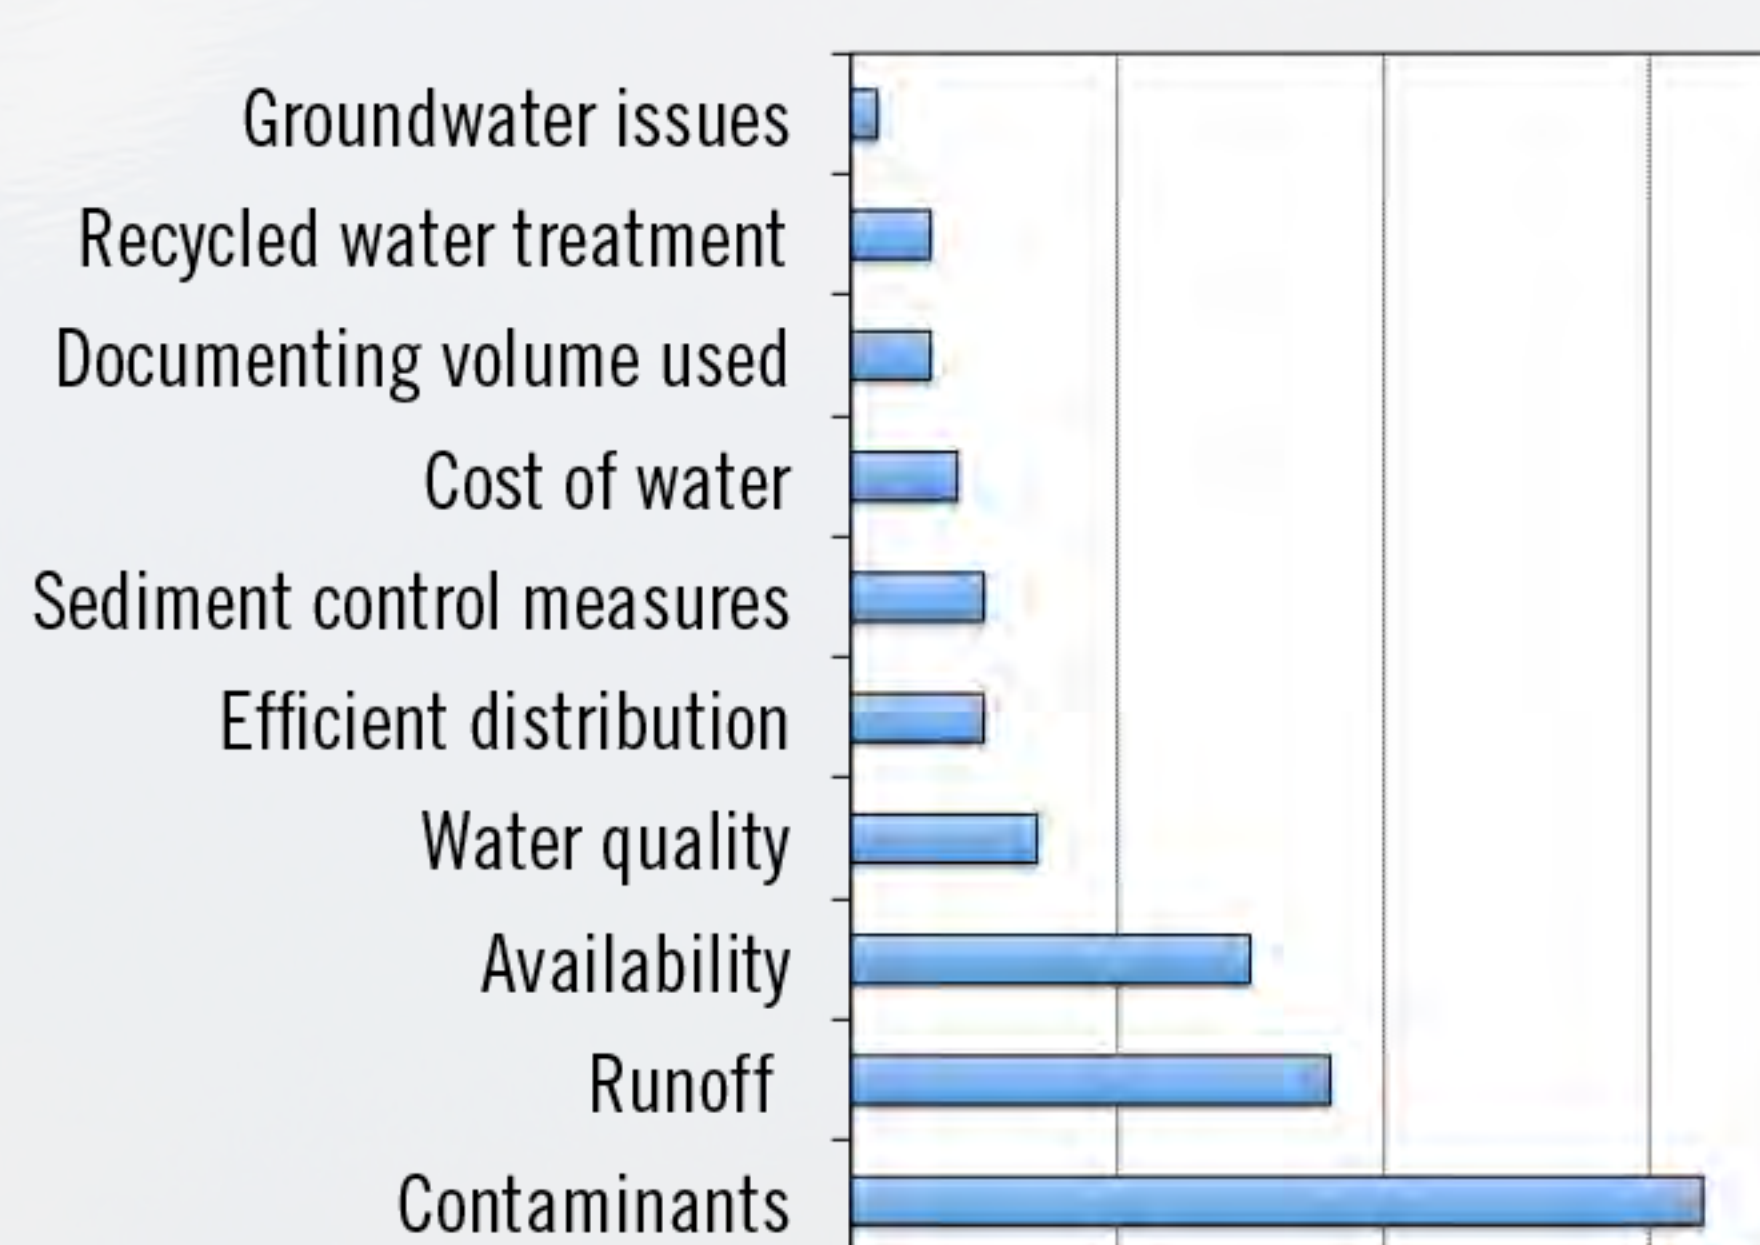 Groundwater issues
Recycled water treatment
Documenting volume used
Cost of water
Sediment control measures
Efficient distribution
Water quality
Availability
Runoff
Contaminants